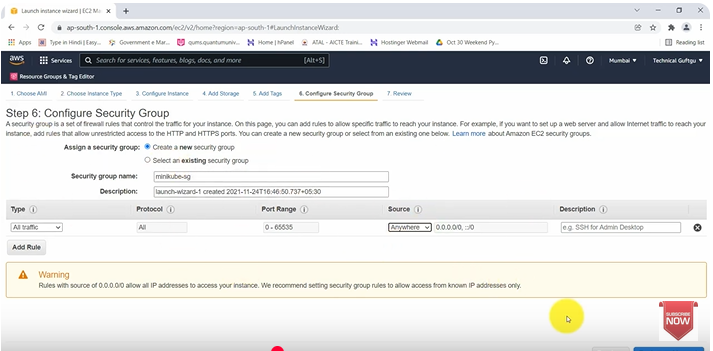 Launch instance wizard | EC2 M
ap-south-1.console.aws.amazon.com/ec2/v2/home?region=ap-south-1#LaunchInstanceWizard:
Apps Type in Hindi | Easy... Government e Mar... qums.quantumuniv... H Home | hPanel ATAL - AICTE Traini... Hostinger Webmail Oct 30 Weekend Py... Reading list
aws Services Search for services, features, blogs, docs, and more [Alt+S] Mumbai Technical Guftgu
Resource Groups & Tag Editor
1. Choose AMI 2. Choose Instance Type 3. Configure Instance 4. Add Storage 5. Add Tags 6. Configure Security Group 7. Review
Step 6: Configure Security Group
A security group is a set of firewall rules that control the traffic for your instance. On this page, you can add rules to allow specific traffic to reach your instance. For example, if you want to set up a web server and allow Internet traffic to reach your
instance, add rules that allow unrestricted access to the HTTP and HTTPS ports. You can create a new security group or select from an existing one below. Learn more about Amazon EC2 security groups.
Assign a security group: Create a new security group
Select an existing security group
Security group name: minikube-sg
Description: launch-wizard-1 created 2021-11-24T16:46:50.737+05:30
Type Protocol Port Range Source Description
All traffic All 0 - 65535 Anywhere 0.0.0.0/0, ::/0 e.g. SSH for Admin Desktop
Add Rule
Warning
Rules with source of 0.0.0.0/0 allow all IP addresses to access your instance. We recommend setting security group rules to allow access from known IP addresses only.
SUBSCRIBE
NOW